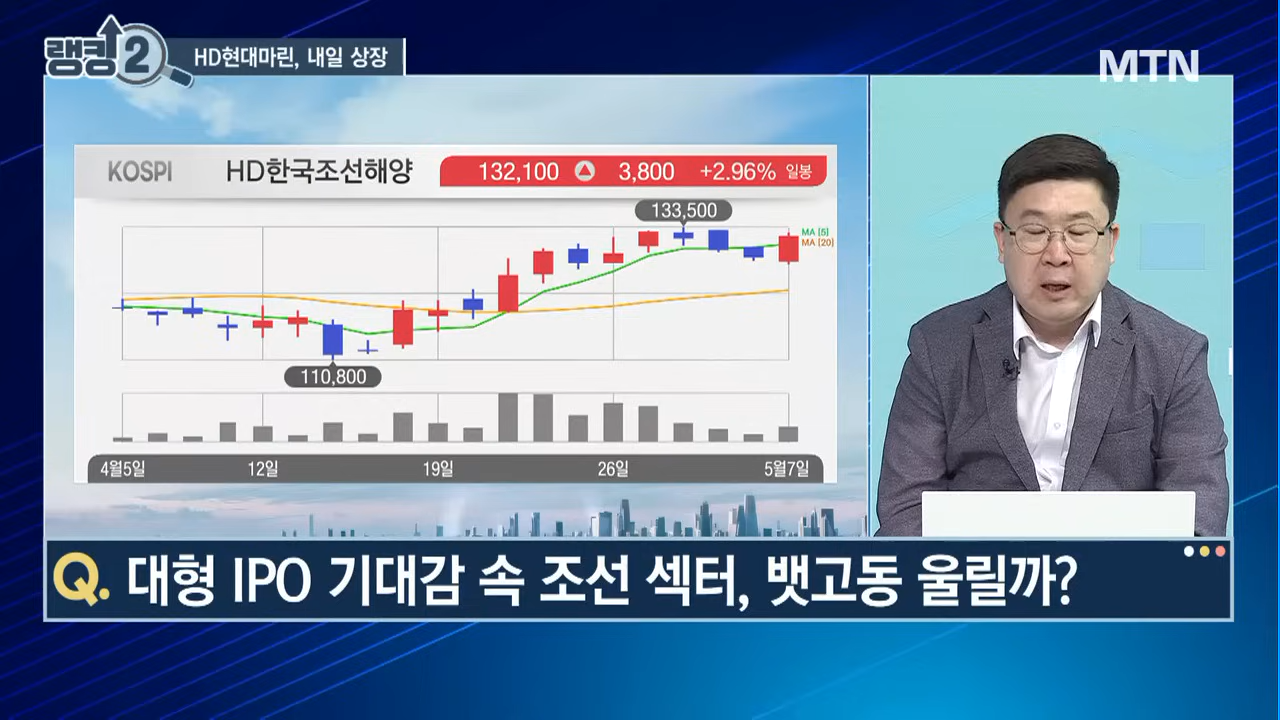 랭킹2
HD현대마린, 내일 상장
MTN
KOSPI HD한국조선해양 132,100 ▲ 3,800 +2.96% 일봉
133,500
MA [5]
MA [20]
110,800
4월5일 12일 19일 26일 5월7일
Q. 대형 IPO 기대감 속 조선 섹터, 뱃고동 울릴까?